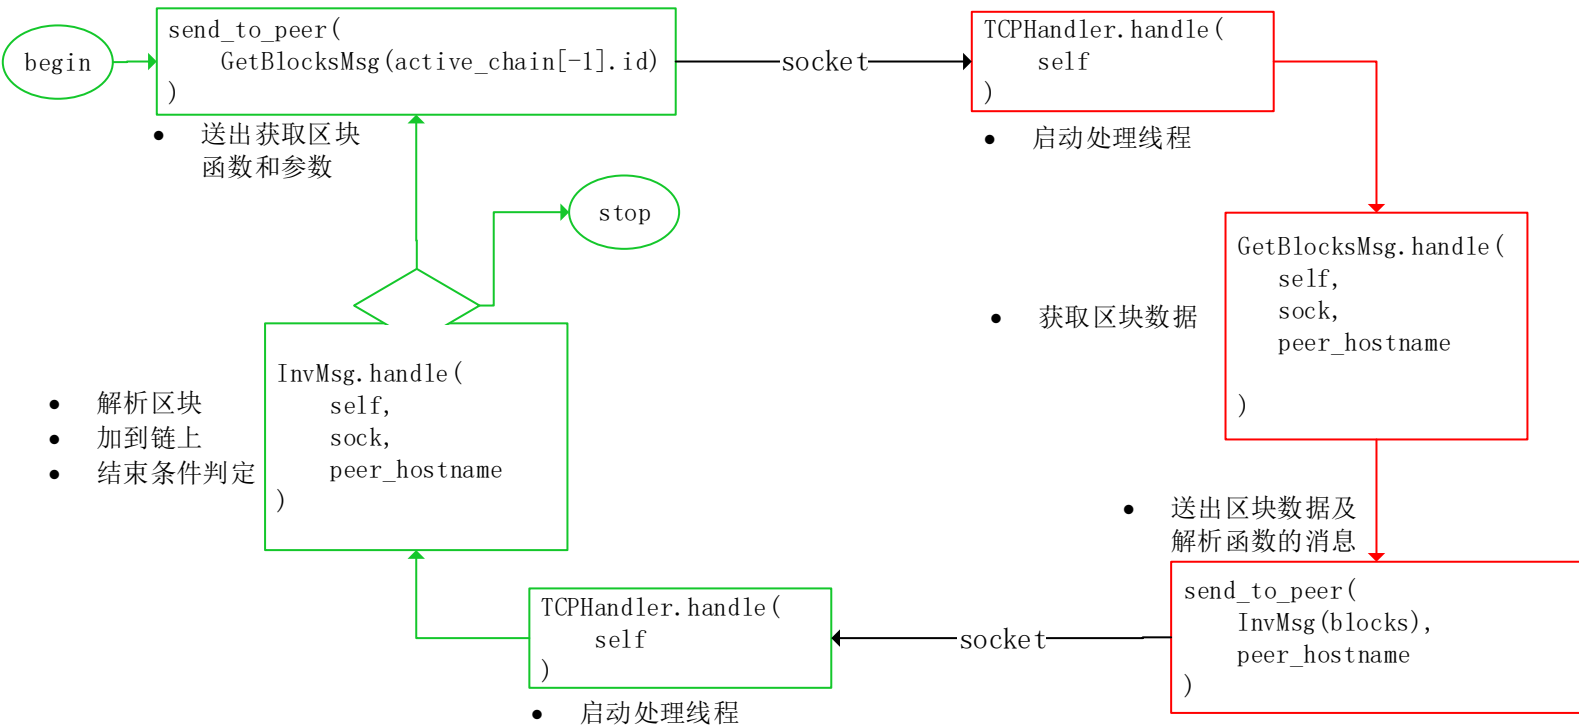 begin
send_to_peer(
GetBlocksMsg(active_chain[-1].id)
)
• 送出获取区块
函数和参数
socket
TCPHandler.handle(
self
)
• 启动处理线程
stop
GetBlocksMsg.handle(
self,
sock,
peer_hostname
)
• 获取区块数据
• 送出区块数据及
解析函数的消息
send_to_peer(
InvMsg(blocks),
peer_hostname
)
socket
TCPHandler.handle(
self
)
• 启动处理线程
InvMsg.handle(
self,
sock,
peer_hostname
)
• 解析区块
• 加到链上
• 结束条件判定